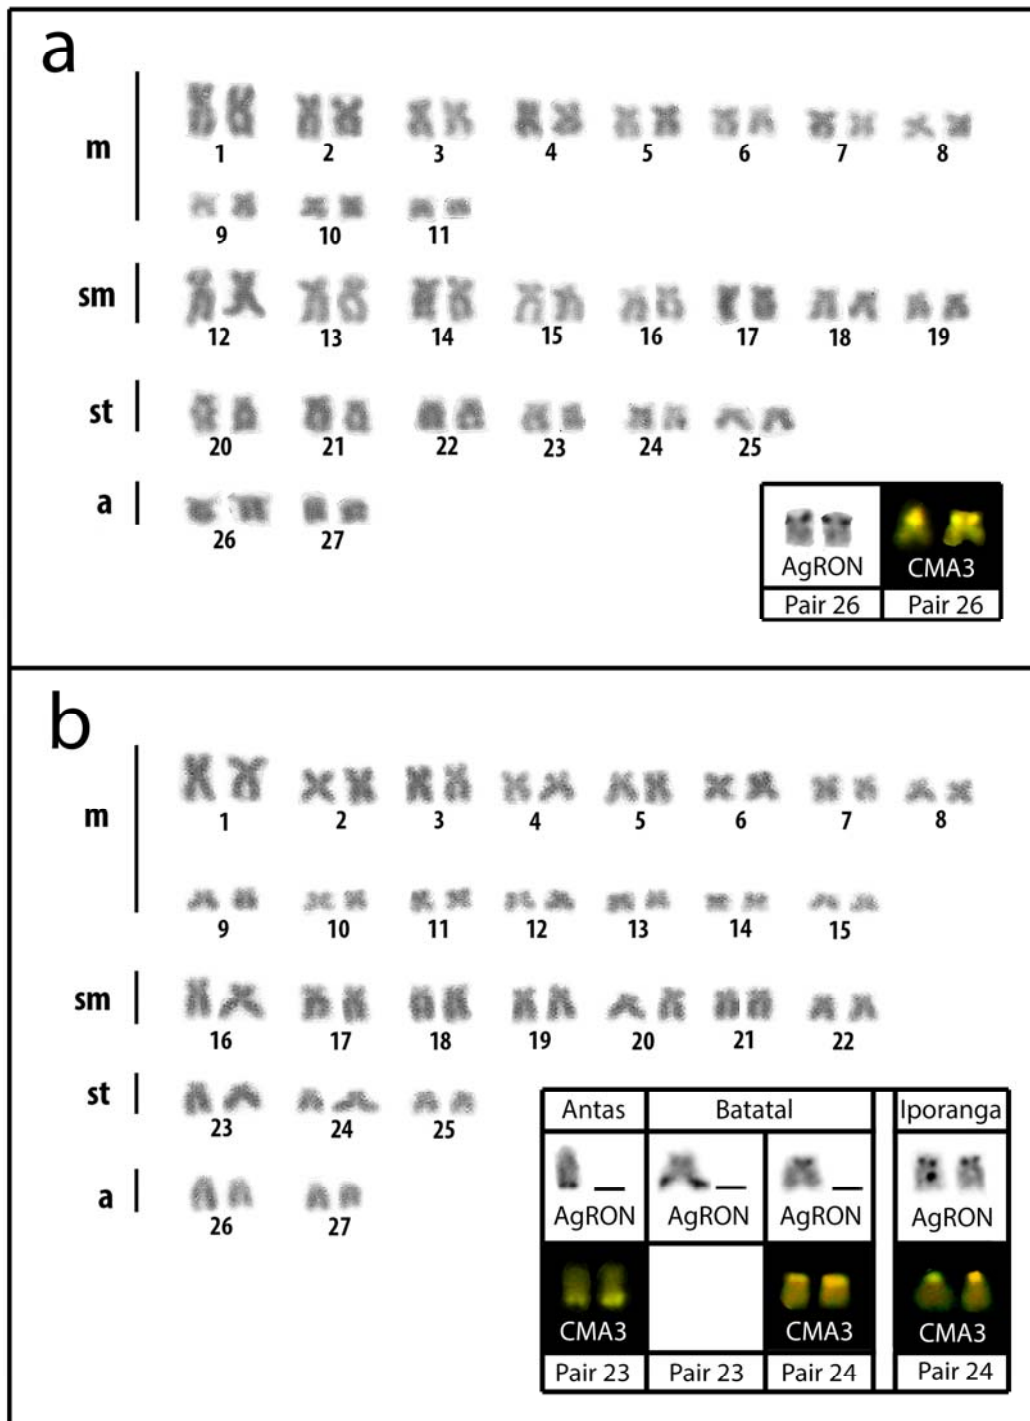 a
m
1 2 3 4 5 6 7 8
9 10 11
sm
12 13 14 15 16 17 18 19
st
20 21 22 23 24 25
a
26 27
AgRON CMA3
Pair 26 Pair 26
b
m
1 2 3 4 5 6 7 8
9 10 11 12 13 14 15
sm
16 17 18 19 20 21 22
st
23 24 25
a
26 27
Antas Batatal Iporanga
AgRON AgRON AgRON AgRON
CMA3 CMA3 CMA3
Pair 23 Pair 23 Pair 24 Pair 24